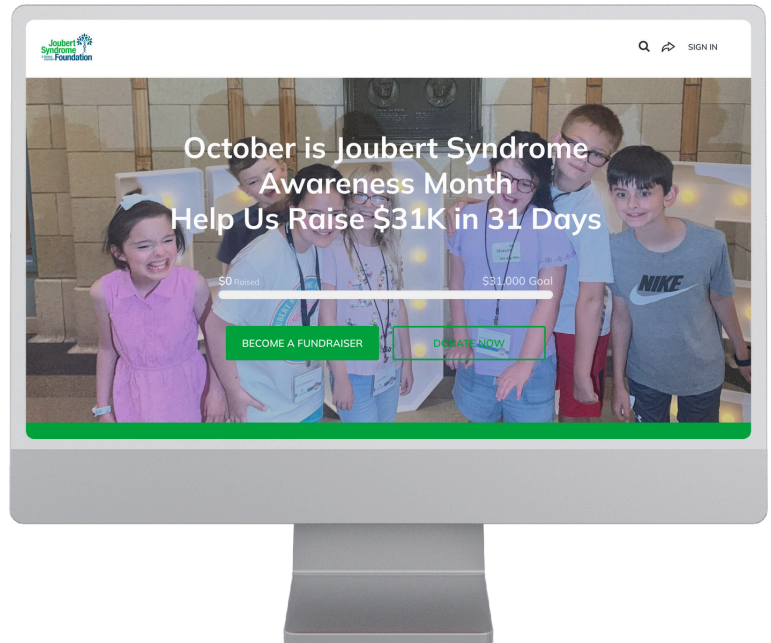 Joubert
Syndrome
Foundation
SIGN IN
October is Joubert Syndrome
Awareness Month
Help Us Raise $31K in 31 Days
$0 Raised
$31,000 Goal
NIKE
BECOME A FUNDRAISER
DONATE NOW